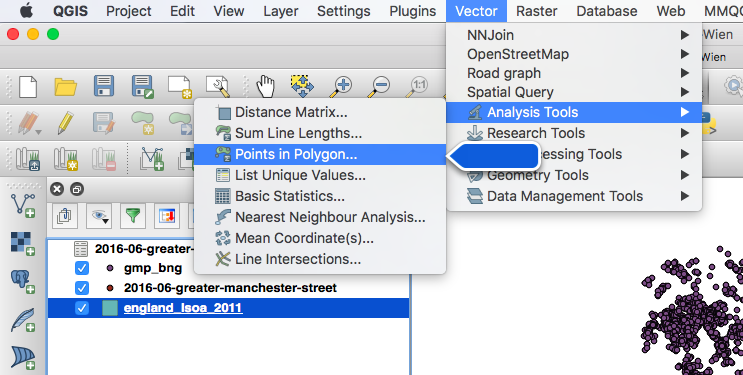 QGIS Project Edit View Layer Settings Plugins Vector Raster Database Web MMQG
Wien
Wien
NNJoin
OpenStreetMap
Road graph
Spatial Query
Analysis Tools
Research Tools
essing Tools
Geometry Tools
Data Management Tools
1:1
Distance Matrix...
Sum Line Lengths...
Points in Polygon...
List Unique Values...
Basic Statistics...
Nearest Neighbour Analysis...
Mean Coordinate(s)...
Line Intersections...
2016-06-greater-
gmp_bng
2016-06-greater-manchester-street
england_lsoa_2011